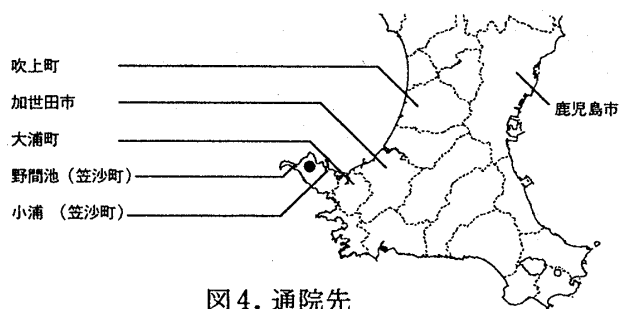 吹上町
加世田市
大浦町
野間池（笠沙町）
小浦 （笠沙町）
鹿児島市
図4．通院先